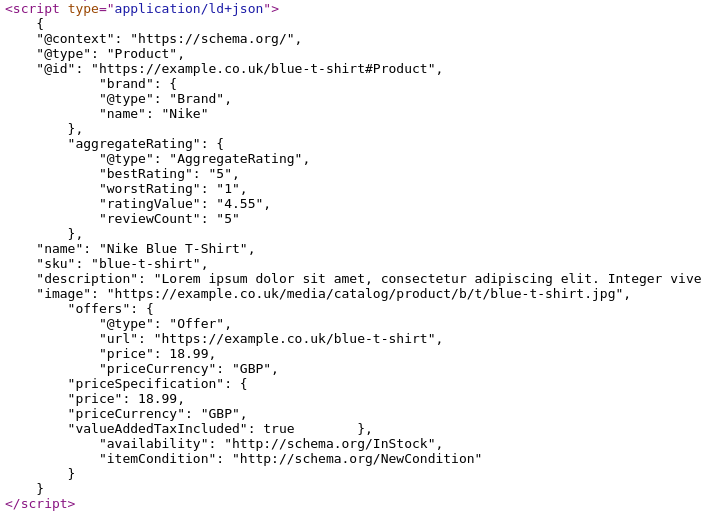 <script type="application/ld+json">
    {
    "@context": "https://schema.org/",
    "@type": "Product",
    "@id": "https://example.co.uk/blue-t-shirt#Product",
            "brand": {
            "@type": "Brand",
            "name": "Nike"
        },
        "aggregateRating": {
            "@type": "AggregateRating",
            "bestRating": "5",
            "worstRating": "1",
            "ratingValue": "4.55",
            "reviewCount": "5"
        },
    "name": "Nike Blue T-Shirt",
    "sku": "blue-t-shirt",
    "description": "Lorem ipsum dolor sit amet, consectetur adipiscing elit. Integer vive
    "image": "https://example.co.uk/media/catalog/product/b/t/blue-t-shirt.jpg",
        "offers": {
            "@type": "Offer",
            "url": "https://example.co.uk/blue-t-shirt",
            "price": 18.99,
            "priceCurrency": "GBP",
        "priceSpecification": {
        "price": 18.99,
        "priceCurrency": "GBP",
        "valueAddedTaxIncluded": true        },
            "availability": "http://schema.org/InStock",
            "itemCondition": "http://schema.org/NewCondition"
        }
    }
</script>